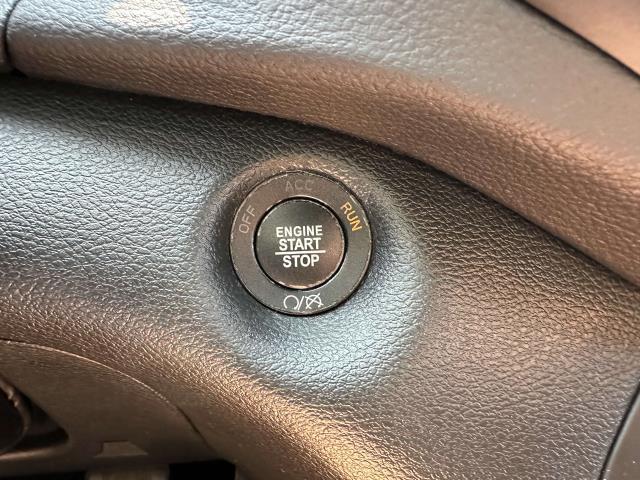 ACC
OFF
RUN
ENGINE
START
STOP